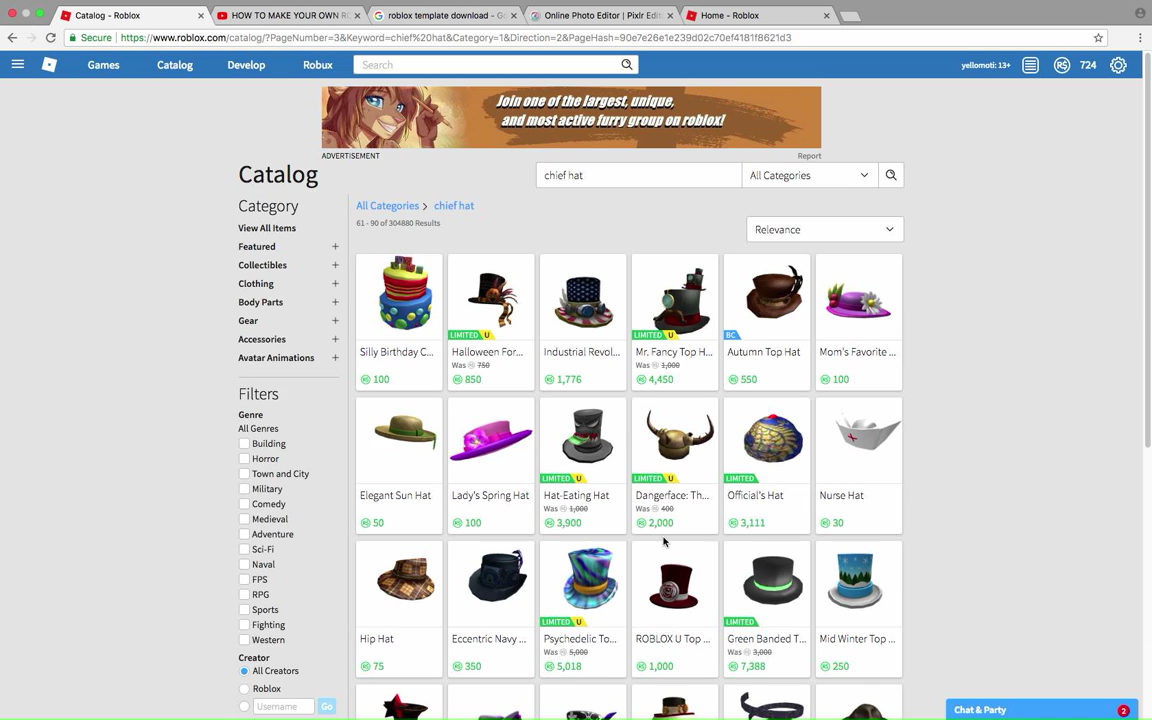 Catalog - Roblox
HOW TO MAKE YOUR OWN RO
roblox template download - Go
Online Photo Editor | Pixlr Edit
Home - Roblox
Secure
https://www.roblox.com/catalog/?PageNumber=3&Keyword=chief%20hat&Category=1&Direction=2&PageHash=90e7e26e1e239d02c70ef4181f8621d3
Games Catalog Develop Robux Search yellomoti: 13+ R$ 724
Join one of the largest, unique,
and most active furry group on roblox!
ADVERTISEMENT Report
Catalog
chief hat All Categories
Category
View All Items
Featured +
Collectibles +
Clothing +
Body Parts +
Gear +
Accessories +
Avatar Animations +
Filters
Genre
All Genres
Building
Horror
Town and City
Military
Comedy
Medieval
Adventure
Sci-Fi
Naval
FPS
RPG
Sports
Fighting
Western
Creator
All Creators
Roblox
Username Go
All Categories > chief hat
61 - 90 of 304880 Results
Relevance
LIMITED U LIMITED U BC
Silly Birthday C... Halloween For... Industrial Revol... Mr. Fancy Top H... Autumn Top Hat Mom's Favorite ...
Was R$ 750 Was R$ 1,000
R$ 100 R$ 850 R$ 1,776 R$ 4,450 R$ 550 R$ 100
LIMITED U LIMITED U LIMITED
Elegant Sun Hat Lady's Spring Hat Hat-Eating Hat Dangerface: Th... Official's Hat Nurse Hat
Was R$ 1,000 Was R$ 400
R$ 50 R$ 100 R$ 3,900 R$ 2,000 R$ 3,111 R$ 30
LIMITED U LIMITED
Hip Hat Eccentric Navy ... Psychedelic To... ROBLOX U Top ... Green Banded T... Mid Winter Top ...
Was R$ 5,000 Was R$ 3,000
R$ 75 R$ 350 R$ 5,018 R$ 1,000 R$ 7,388 R$ 250
Chat & Party 2